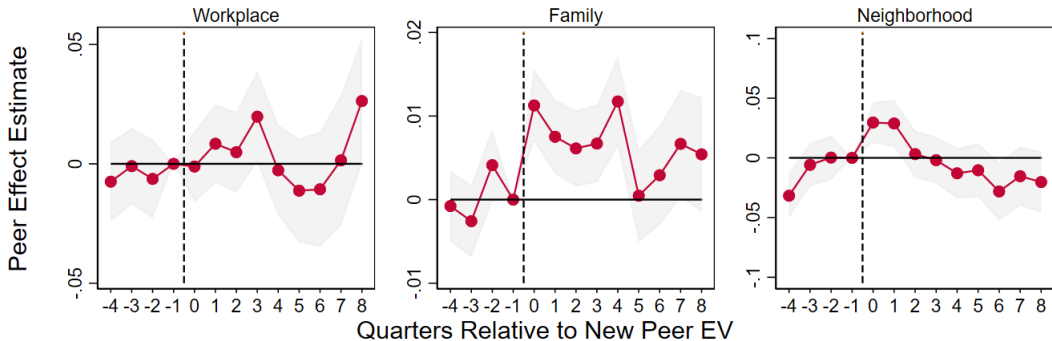 Workplace
Family
Neighborhood
Peer Effect Estimate
.05
0
-.05
-4 -3 -2 -1 0 1 2 3 4 5 6 7 8
.02
.01
0
-.01
-4 -3 -2 -1 0 1 2 3 4 5 6 7 8
.1
.05
0
-.05
-.1
-4 -3 -2 -1 0 1 2 3 4 5 6 7 8
Quarters Relative to New Peer EV